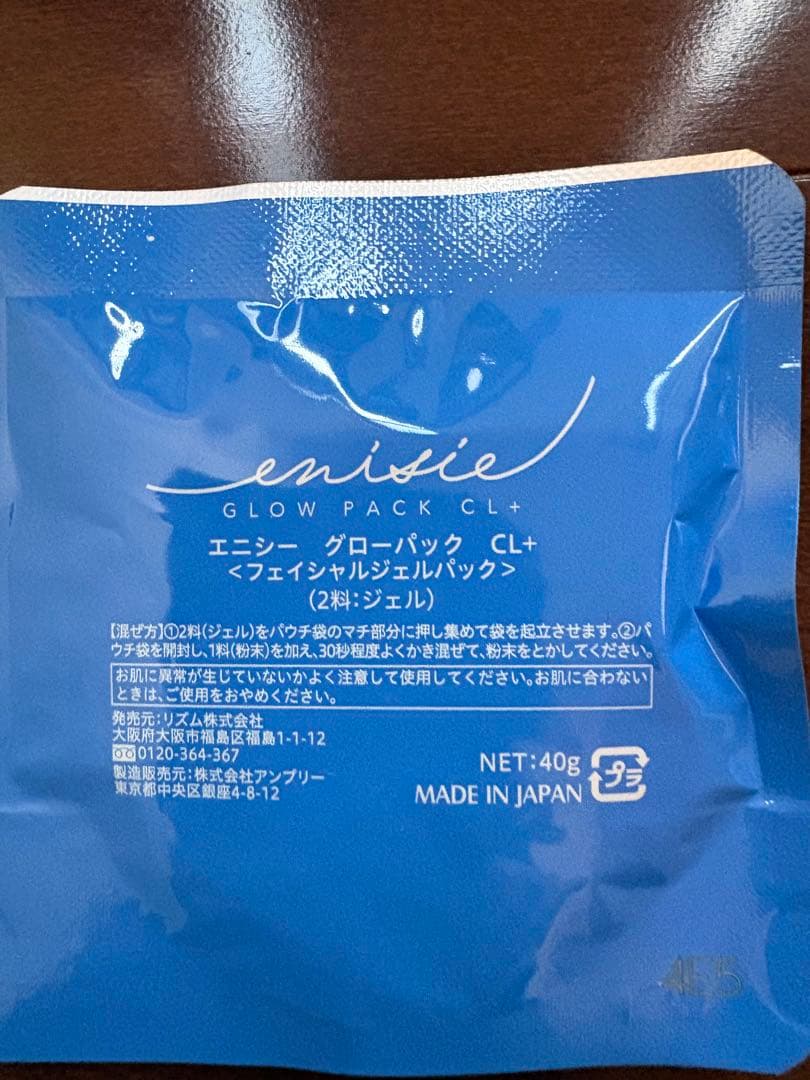 enisie
GLOW PACK CL+
エニシー グローパック CL+
<フェイシャルジェルパック>
(2料:ジェル)
【混ぜ方】①2料(ジェル)をパウチ袋のマチ部分に押し集めて袋を起立させます。②パ
ウチ袋を開封し、1料(粉末)を加え、30秒程度よくかき混ぜて、粉末をとかしてください。
お肌に異常が生じていないかよく注意して使用してください。お肌に合わない
ときは、ご使用をおやめください。
発売元:リズム株式会社
大阪府大阪市福島区福島1-1-12
0120-364-367
製造販売元:株式会社アンプリー
東京都中央区銀座4-8-12
NET:40g
プラ
MADE IN JAPAN
4E5